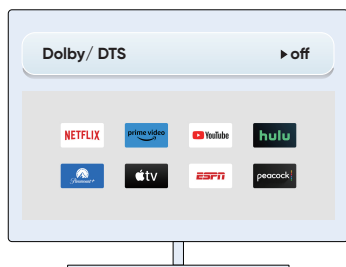 Dolby/ DTS ▸off
NETFLIX prime video YouTube hulu
Paramount+ tv ESPN peacock